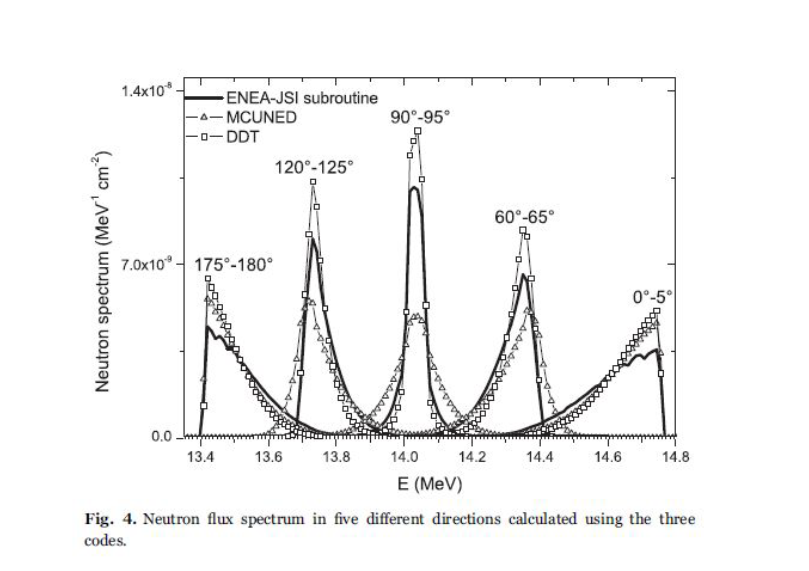 1.4x10⁻⁸
ENEA-JSI subroutine
MCUNED
DDT
90°-95°
120°-125°
60°-65°
7.0x10⁻⁹
175°-180°
0°-5°
Neutron spectrum (MeV⁻¹ cm⁻²)
0.0
13.4 13.6 13.8 14.0 14.2 14.4 14.6 14.8
E (MeV)
Fig. 4. Neutron flux spectrum in five different directions calculated using the three
codes.